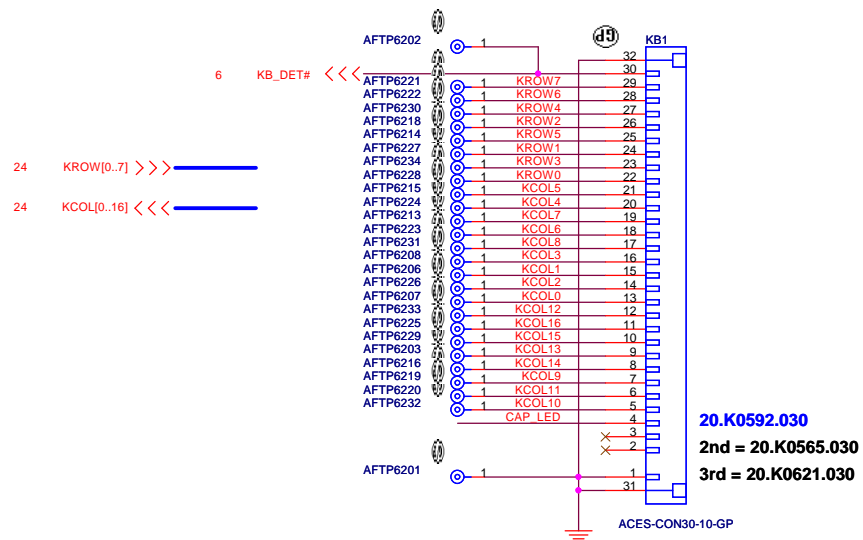 GP
AFTP6202 1 KB1
32
6 KB_DET# 30
AFTP6221 1 KROW7 29
AFTP6222 1 KROW6 28
AFTP6230 1 KROW4 27
AFTP6218 1 KROW2 26
AFTP6214 1 KROW5 25
AFTP6227 1 KROW1 24
24 KROW[0..7] AFTP6234 1 KROW3 23
AFTP6228 1 KROW0 22
AFTP6215 1 KCOL5 21
24 KCOL[0..16] AFTP6224 1 KCOL4 20
AFTP6213 1 KCOL7 19
AFTP6223 1 KCOL6 18
AFTP6231 1 KCOL8 17
AFTP6208 1 KCOL3 16
AFTP6206 1 KCOL1 15
AFTP6226 1 KCOL2 14
AFTP6207 1 KCOL0 13
AFTP6233 1 KCOL12 12
AFTP6225 1 KCOL16 11
AFTP6229 1 KCOL15 10
AFTP6203 1 KCOL13 9
AFTP6216 1 KCOL14 8
AFTP6219 1 KCOL9 7
AFTP6220 1 KCOL11 6
AFTP6232 1 KCOL10 5
CAP_LED 4
20.K0592.030
3
2
2nd = 20.K0565.030
AFTP6201 1 1
3rd = 20.K0621.030
31
ACES-CON30-10-GP